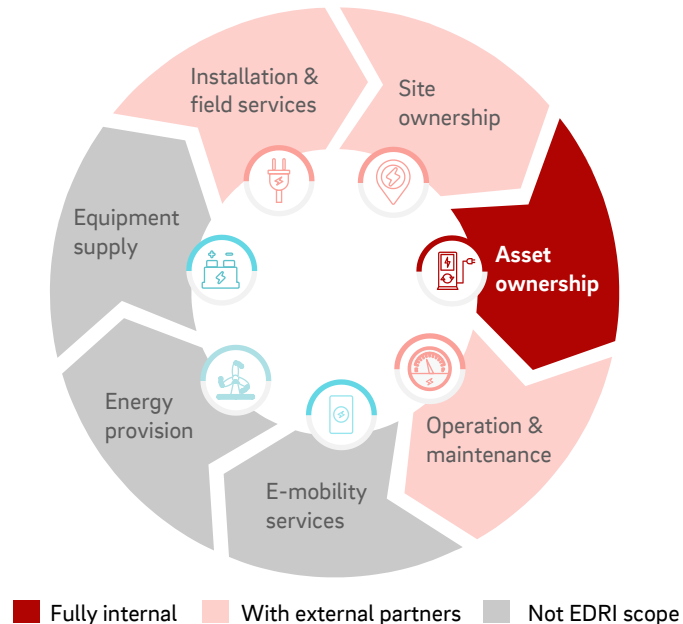 Installation &
field services
Site
ownership
Asset
ownership
Operation &
maintenance
E-mobility
services
Energy
provision
Equipment
supply
Fully internal
With external partners
Not EDRI scope